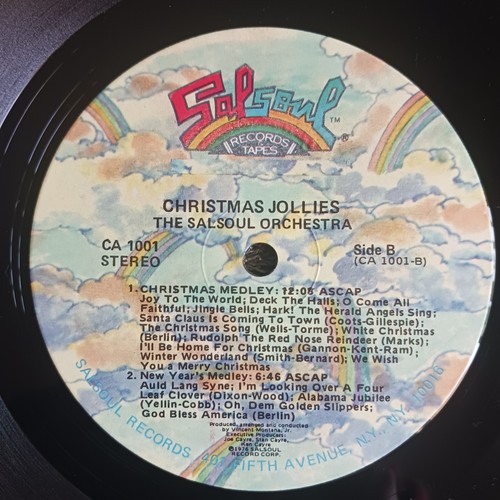 Salsoul TM
RECORDS ®
& TAPES
CHRISTMAS JOLLIES
THE SALSOUL ORCHESTRA
CA 1001
STEREO
Side B
(CA 1001-B)
1. CHRISTMAS MEDLEY: 12:08 ASCAP
Joy To The World; Deck The Halls; O Come All
Faithful; Jingle Bells; Hark! The Herald Angels Sing;
Santa Claus Is Coming To Town (Coots-Gillespie);
The Christmas Song (Wells-Torme); White Christmas
(Berlin); Rudolph The Red Nose Reindeer (Marks);
I'll Be Home For Christmas (Gannon-Kent-Ram);
Winter Wonderland (Smith-Bernard); We Wish
You a Merry Christmas
2. New Year's Medley: 6:46 ASCAP
Auld Lang Syne; I'm Looking Over A Four
Leaf Clover (Dixon-Wood); Alabama Jubilee
(Yellin-Cobb); Oh, Dem Golden Slippers;
God Bless America (Berlin)
Produced, arranged and conducted
by Vincent Montana, Jr.
Executive Producers:
Joe Cayre, Stan Cayre,
Ken Cayre
©1976 SALSOUL
RECORD CORP.
SALSOUL RECORDS, 401 FIFTH AVENUE, N.Y., N.Y.